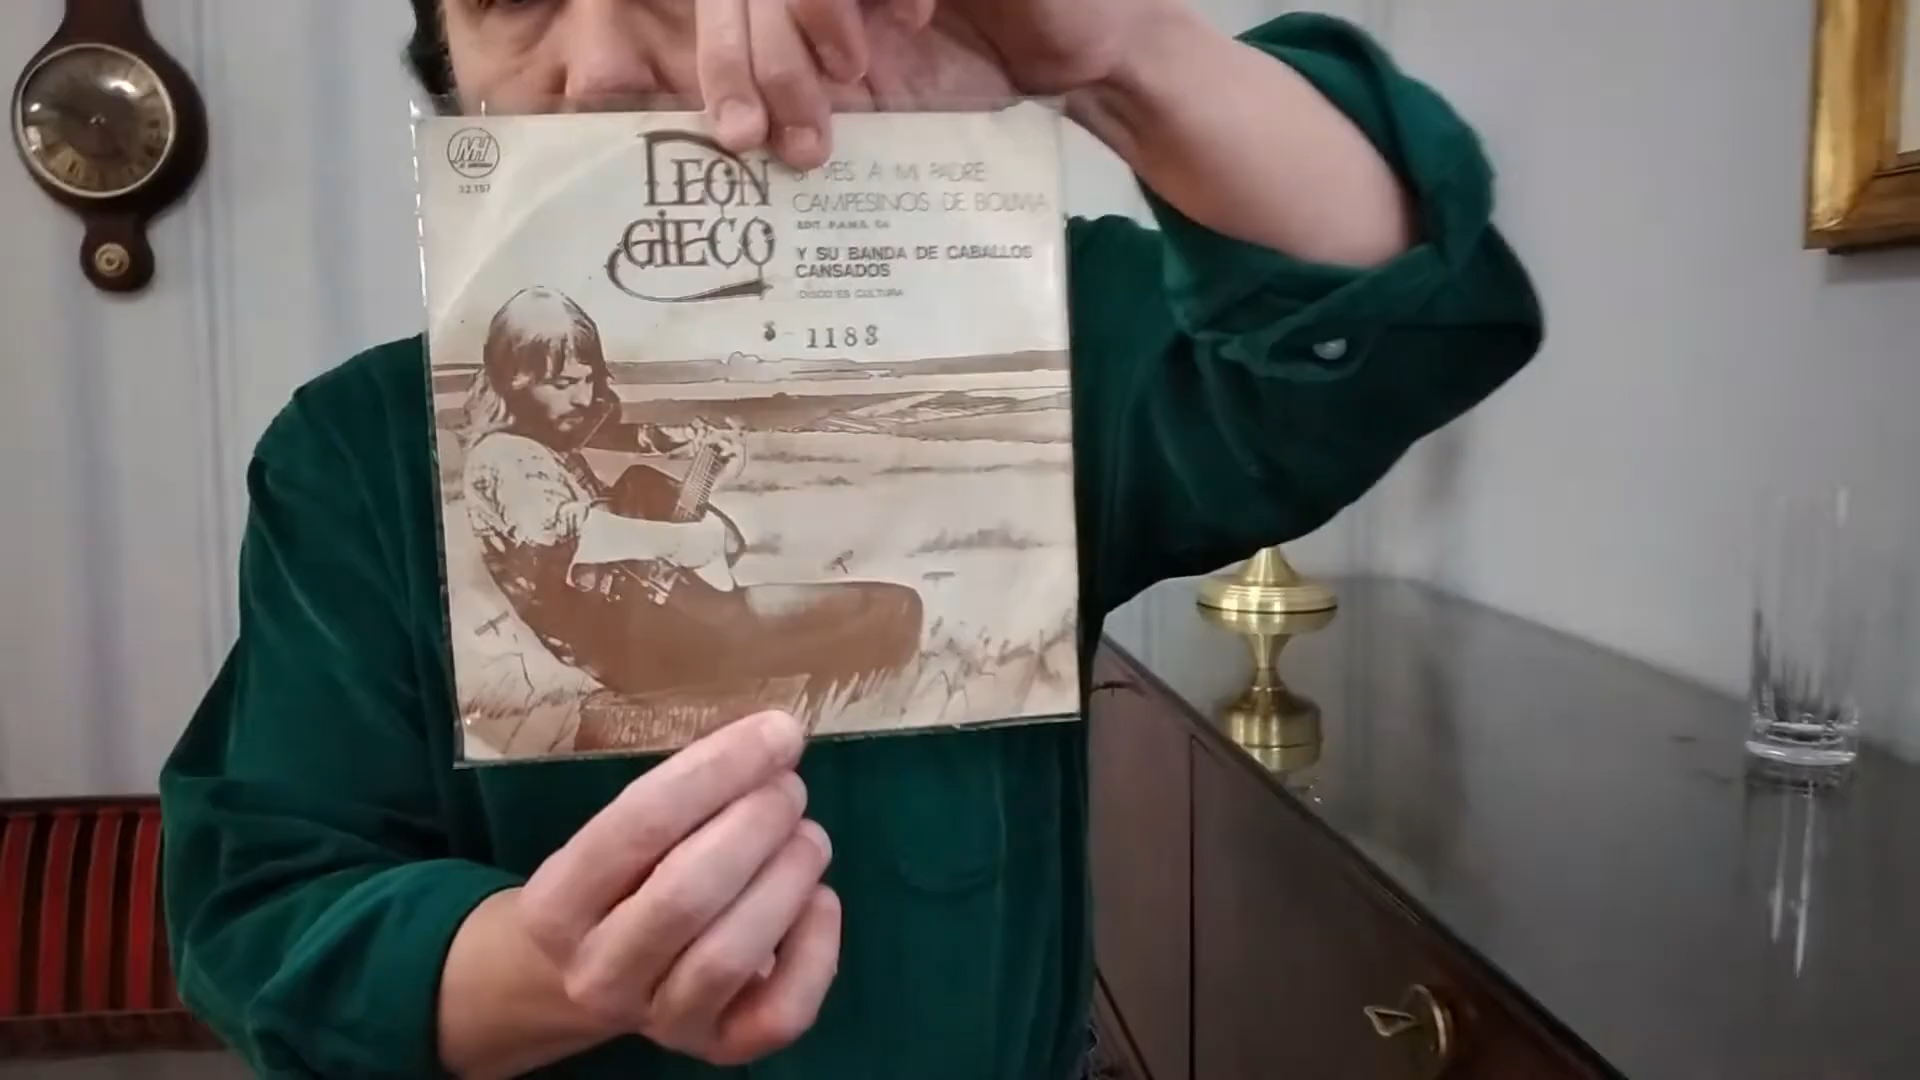 MH
32.157
LEON
GIECO
SI VES A MI PADRE
CAMPESINOS DE BOLIVIA
EDIT. P.A.M.S. SA
Y SU BANDA DE CABALLOS
CANSADOS
DISCO ES CULTURA
1183